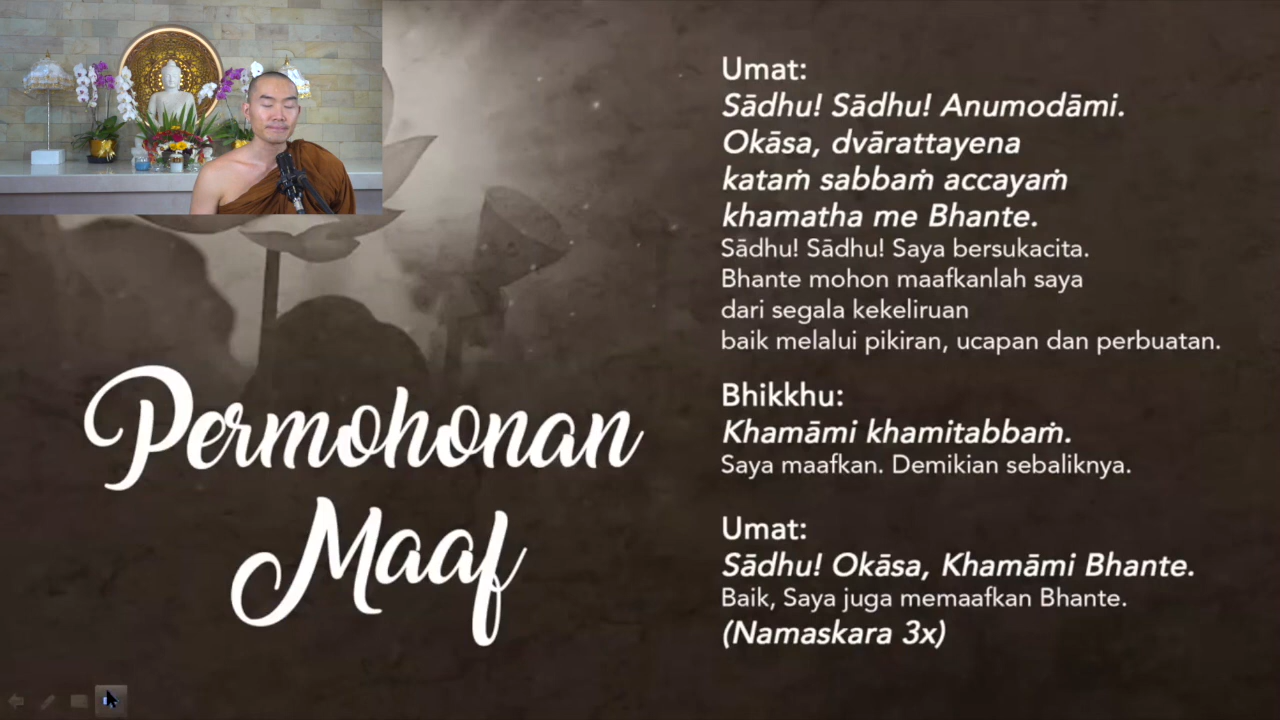 Permohonan
Maaf
Umat:
Sādhu! Sādhu! Anumodāmi.
Okāsa, dvārattayena
kataṁ sabbaṁ accayaṁ
khamatha me Bhante.
Sādhu! Sādhu! Saya bersukacita.
Bhante mohon maafkanlah saya
dari segala kekeliruan
baik melalui pikiran, ucapan dan perbuatan.
Bhikkhu:
Khamāmi khamitabbaṁ.
Saya maafkan. Demikian sebaliknya.
Umat:
Sādhu! Okāsa, Khamāmi Bhante.
Baik, Saya juga memaafkan Bhante.
(Namaskara 3x)